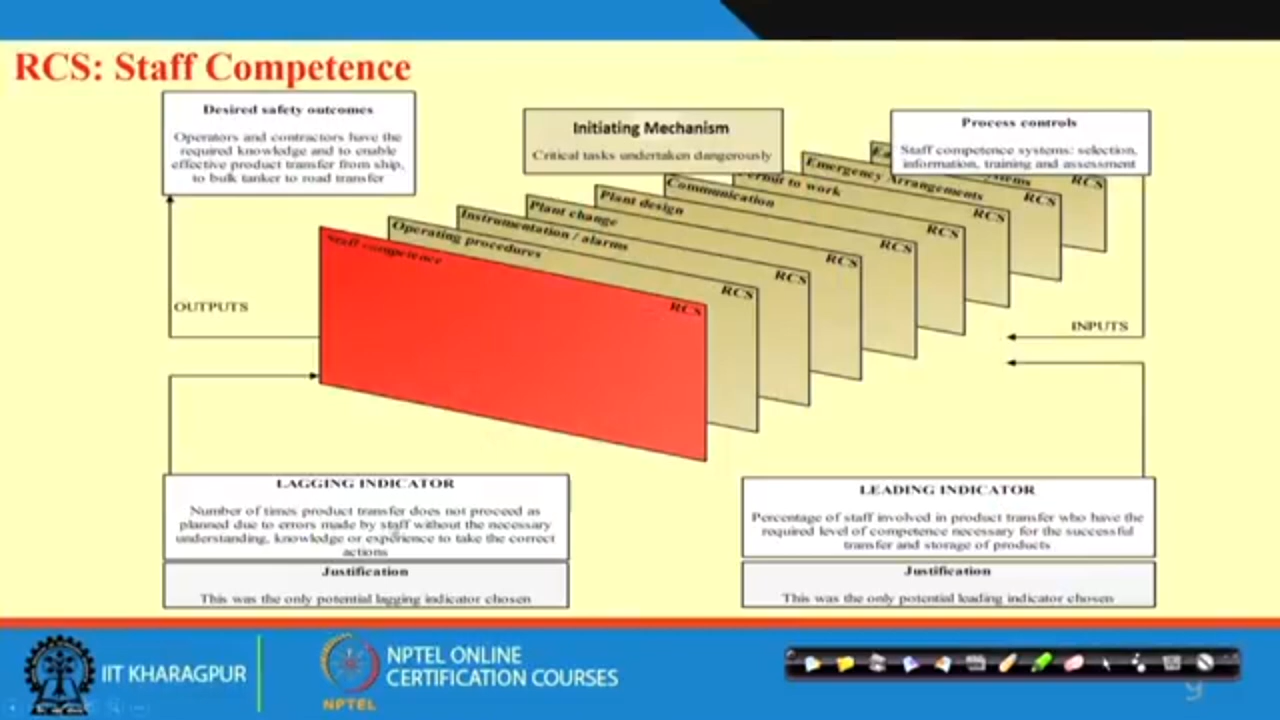 RCS: Staff Competence
Desired safety outcomes
Operators and contractors have the
required knowledge and to enable
effective product transfer from ship,
to bulk tanker to road transfer
Initiating Mechanism
Critical tasks undertaken dangerously
Process controls
Staff competence systems: selection,
information, training and assessment
RCS
Emergency Arrangements
RCS
Permit to work
RCS
Communication
RCS
Plant design
RCS
Plant change
RCS
Instrumentation / alarms
RCS
Operating procedures
RCS
Staff competence
RCS
OUTPUTS
INPUTS
LAGGING INDICATOR
Number of times product transfer does not proceed as
planned due to errors made by staff without the necessary
understanding, knowledge or experience to take the correct
actions
Justification
This was the only potential lagging indicator chosen
LEADING INDICATOR
Percentage of staff involved in product transfer who have the
required level of competence necessary for the successful
transfer and storage of products
Justification
This was the only potential leading indicator chosen
IIT KHARAGPUR
NPTEL
NPTEL ONLINE
CERTIFICATION COURSES
9